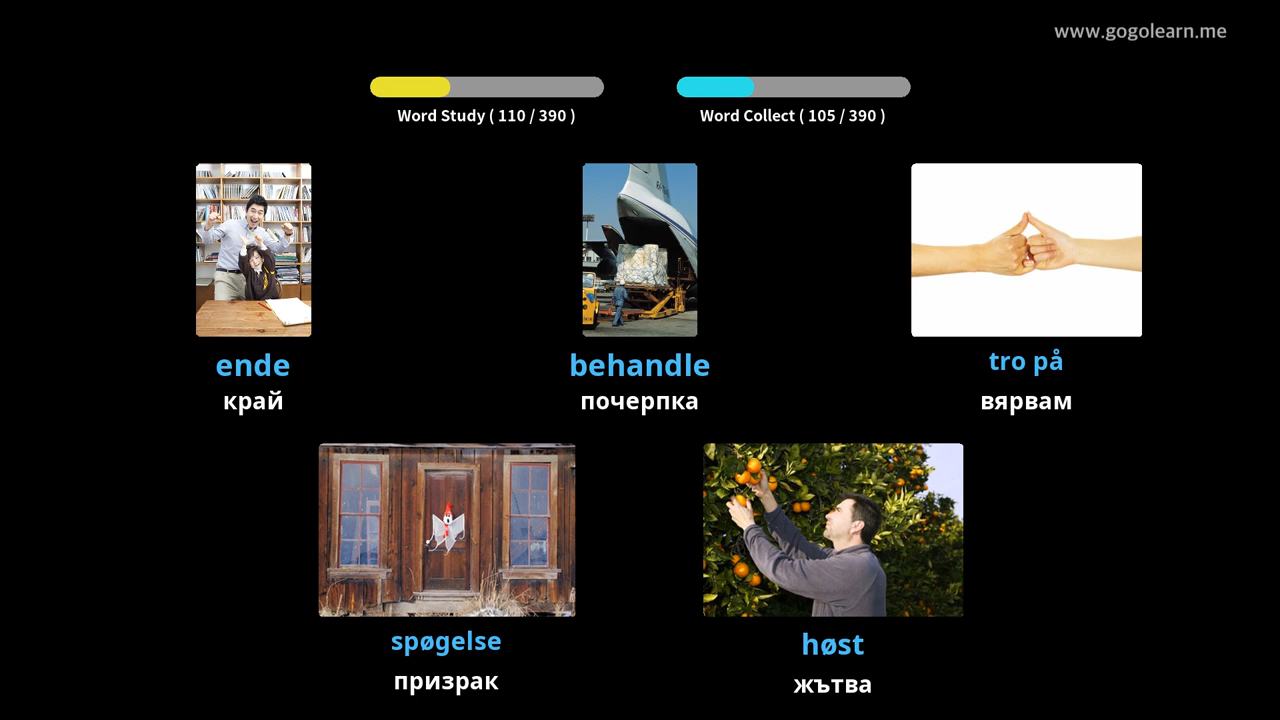 www.gogolearn.me
Word Study ( 110 / 390 )
Word Collect ( 105 / 390 )
ende
край
behandle
почерпка
tro på
вярвам
spøgelse
призрак
høst
жътва